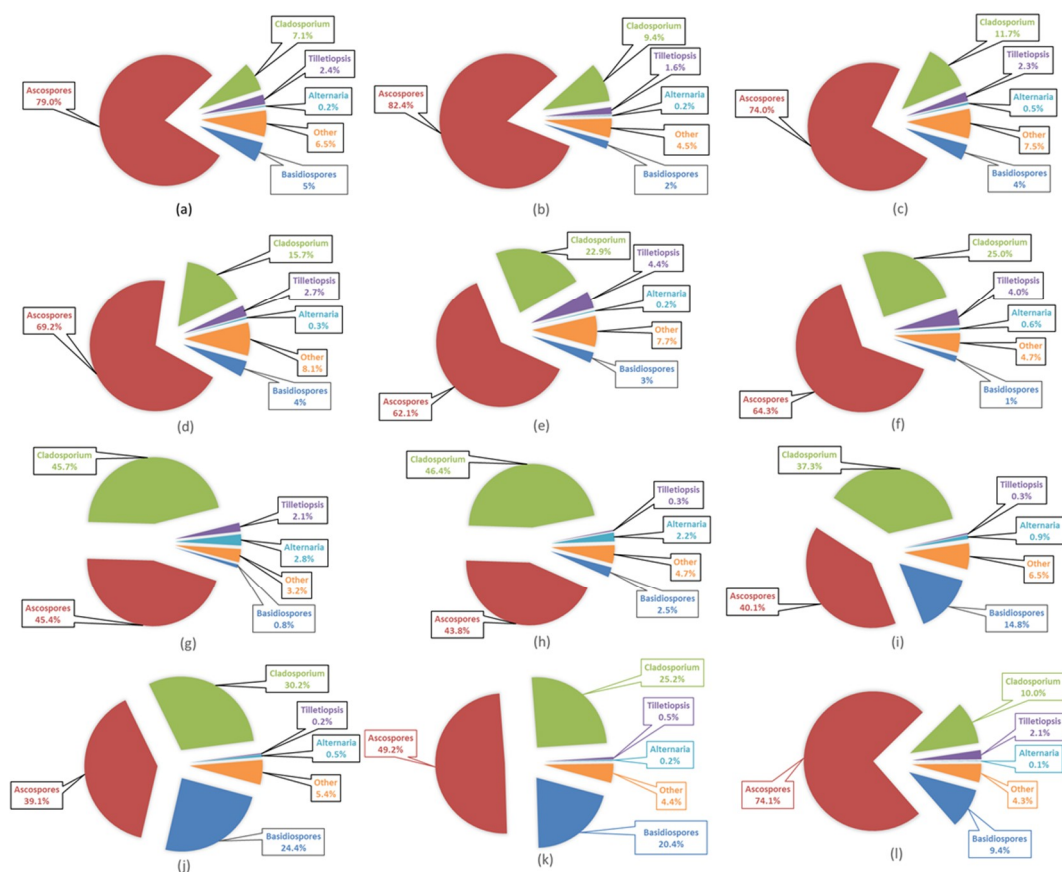 Cladosporium
7.1%
Tilletiopsis
2.4%
Alternaria
0.2%
Other
6.5%
Basidiospores
5%
Ascospores
79.0%
(a)
Cladosporium
9.4%
Tilletiopsis
1.6%
Alternaria
0.2%
Other
4.5%
Basidiospores
2%
Ascospores
82.4%
(b)
Cladosporium
11.7%
Tilletiopsis
2.3%
Alternaria
0.5%
Other
7.5%
Basidiospores
4%
Ascospores
74.0%
(c)
Cladosporium
15.7%
Tilletiopsis
2.7%
Alternaria
0.3%
Other
8.1%
Basidiospores
4%
Ascospores
69.2%
(d)
Cladosporium
22.9%
Tilletiopsis
4.4%
Alternaria
0.2%
Other
7.7%
Basidiospores
3%
Ascospores
62.1%
(e)
Cladosporium
25.0%
Tilletiopsis
4.0%
Alternaria
0.6%
Other
4.7%
Basidiospores
1%
Ascospores
64.3%
(f)
Cladosporium
45.7%
Tilletiopsis
2.1%
Alternaria
2.8%
Other
3.2%
Basidiospores
0.8%
Ascospores
45.4%
(g)
Cladosporium
46.4%
Tilletiopsis
0.3%
Alternaria
2.2%
Other
4.7%
Basidiospores
2.5%
Ascospores
43.8%
(h)
Cladosporium
37.3%
Tilletiopsis
0.3%
Alternaria
0.9%
Other
6.5%
Basidiospores
14.8%
Ascospores
40.1%
(i)
Cladosporium
30.2%
Tilletiopsis
0.2%
Alternaria
0.5%
Other
5.4%
Basidiospores
24.4%
Ascospores
39.1%
(j)
Cladosporium
25.2%
Tilletiopsis
0.5%
Alternaria
0.2%
Other
4.4%
Basidiospores
20.4%
Ascospores
49.2%
(k)
Cladosporium
10.0%
Tilletiopsis
2.1%
Alternaria
0.1%
Other
4.3%
Basidiospores
9.4%
Ascospores
74.1%
(l)